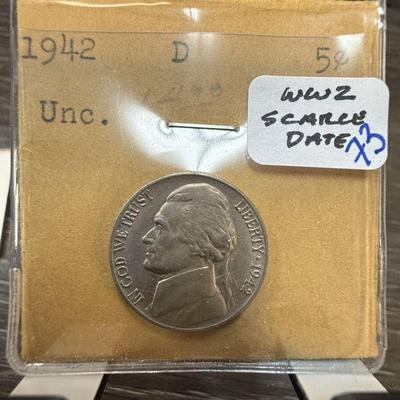 1942 D 5¢
Unc.
WW2
SCARCE
DATE
X3
IN GOD WE TRUST
LIBERTY · 1942